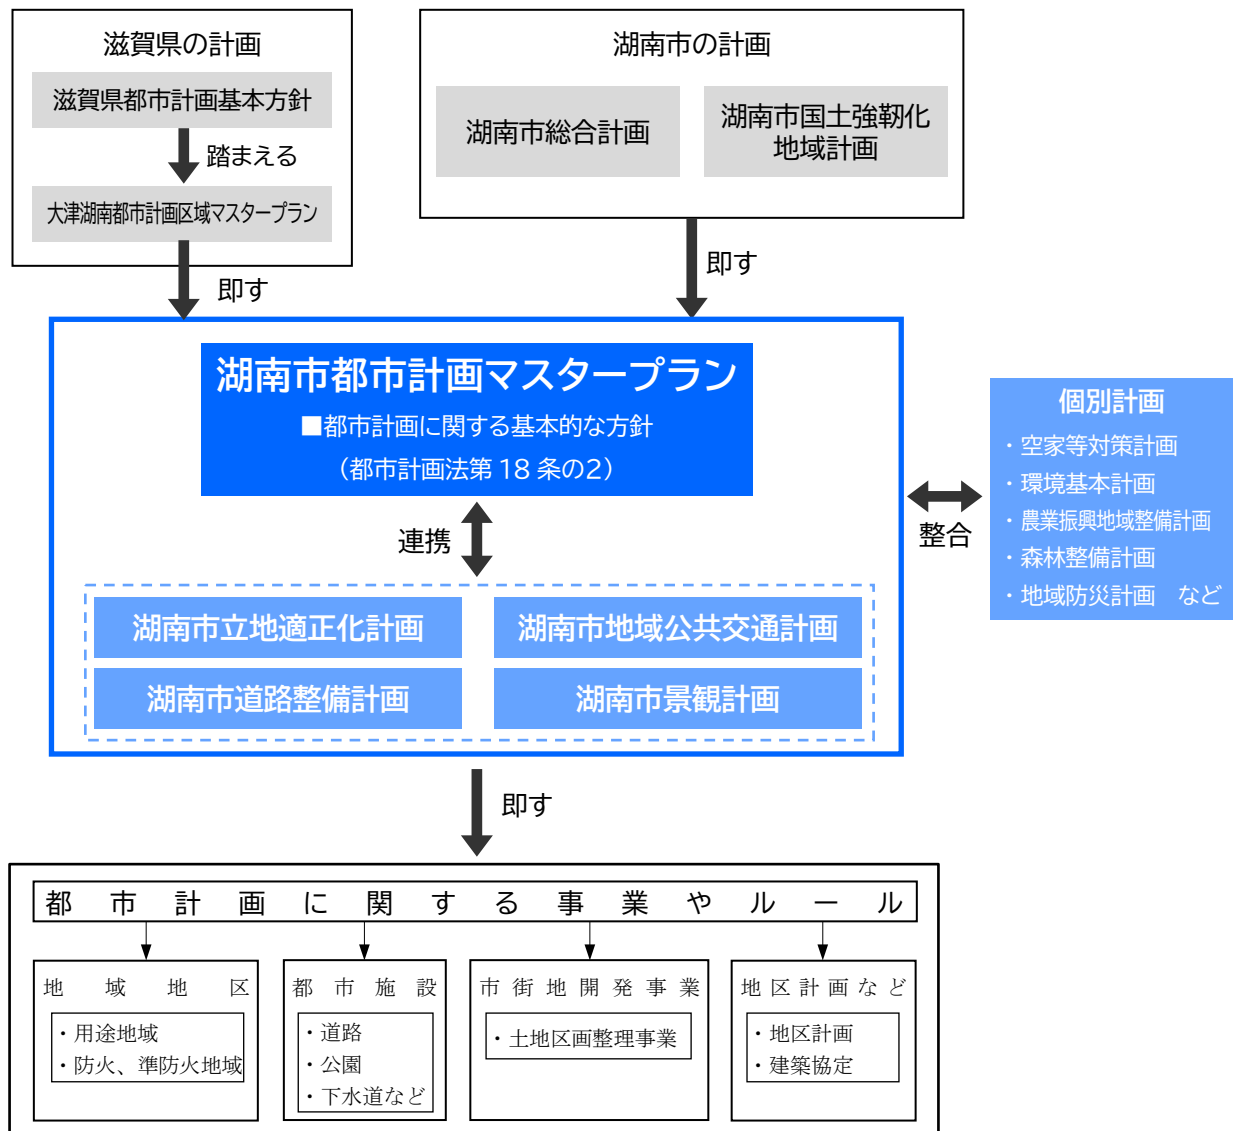 滋賀県の計画
滋賀県都市計画基本方針
踏まえる
大津湖南都市計画区域マスタープラン
即す
湖南市の計画
湖南市総合計画
湖南市国土強靭化
地域計画
即す
湖南市都市計画マスタープラン
■都市計画に関する基本的な方針
（都市計画法第 18 条の2）
連携
湖南市立地適正化計画
湖南市地域公共交通計画
湖南市道路整備計画
湖南市景観計画
整合
個別計画
・空家等対策計画
・環境基本計画
・農業振興地域整備計画
・森林整備計画
・地域防災計画　など
即す
都市計画に関する事業やルール
地域地区
・用途地域
・防火、準防火地域
都市施設
・道路
・公園
・下水道など
市街地開発事業
・土地区画整理事業
地区計画など
・地区計画
・建築協定